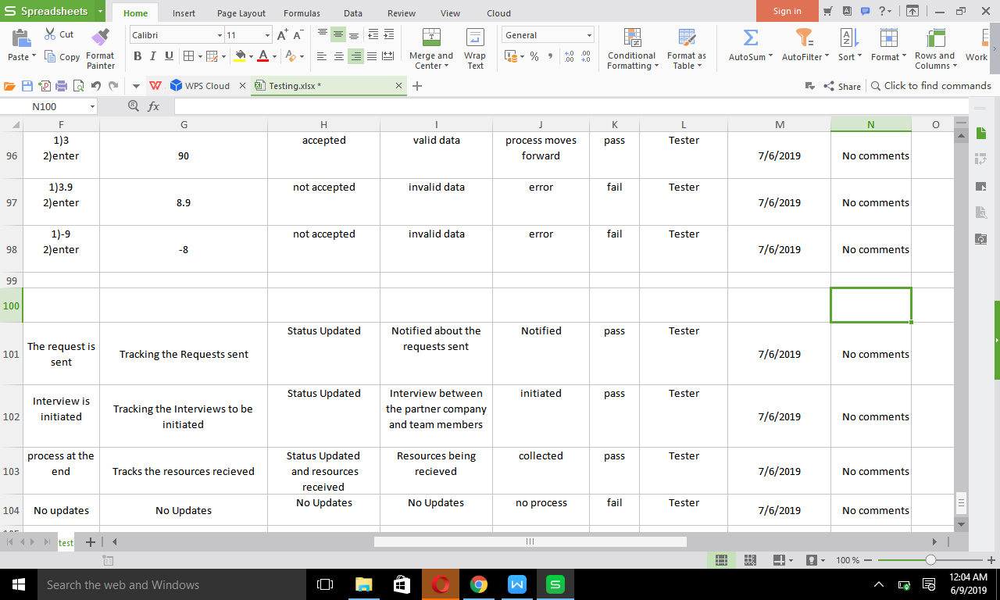 Spreadsheets Home Insert Page Layout Formulas Data Review View Cloud Sign in
Cut Calibri 11 General
Paste Copy Format Painter B I U Merge and Center Wrap Text Conditional Formatting Format as Table AutoSum AutoFilter Sort Format Rows and Columns Work
WPS Cloud Testing.xlsx * Share Click to find commands
N100 fx
F G H I J K L M N O
96 1)3 2)enter 90 accepted valid data process moves forward pass Tester 7/6/2019 No comments
97 1)3.9 2)enter 8.9 not accepted invalid data error fail Tester 7/6/2019 No comments
98 1)-9 2)enter -8 not accepted invalid data error fail Tester 7/6/2019 No comments
99
100
101 The request is sent Tracking the Requests sent Status Updated Notified about the requests sent Notified pass Tester 7/6/2019 No comments
102 Interview is initiated Tracking the Interviews to be initiated Status Updated Interview between the partner company and team members initiated pass Tester 7/6/2019 No comments
103 process at the end Tracks the resources recieved Status Updated and resources received Resources being recieved collected pass Tester 7/6/2019 No comments
104 No updates No Updates No Updates No Updates no process fail Tester 7/6/2019 No comments
test
100 %
Search the web and Windows 12:04 AM
6/9/2019